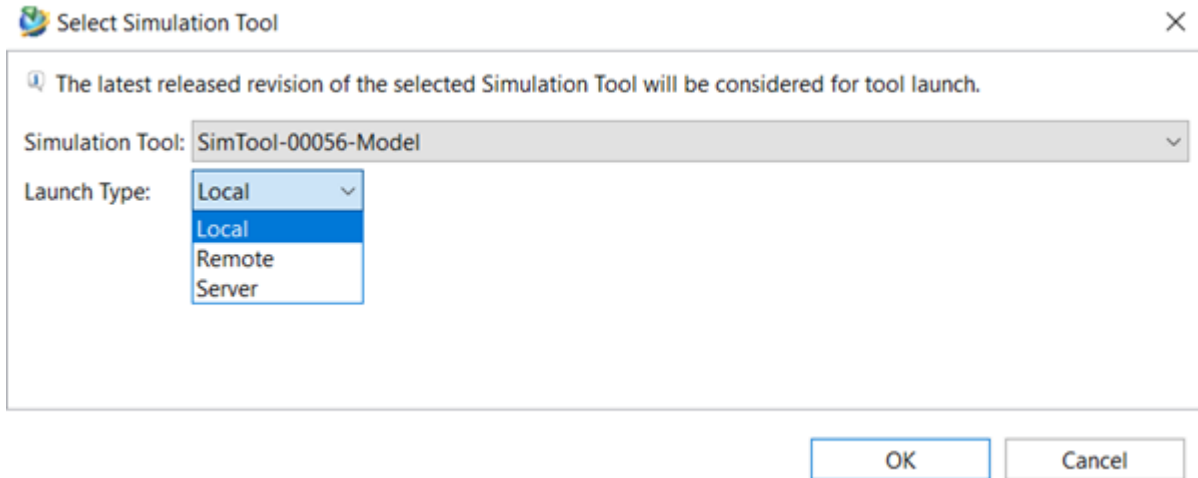 Select Simulation Tool
The latest released revision of the selected Simulation Tool will be considered for tool launch.
Simulation Tool: SimTool-00056-Model
Launch Type: Local
Local
Remote
Server
OK Cancel